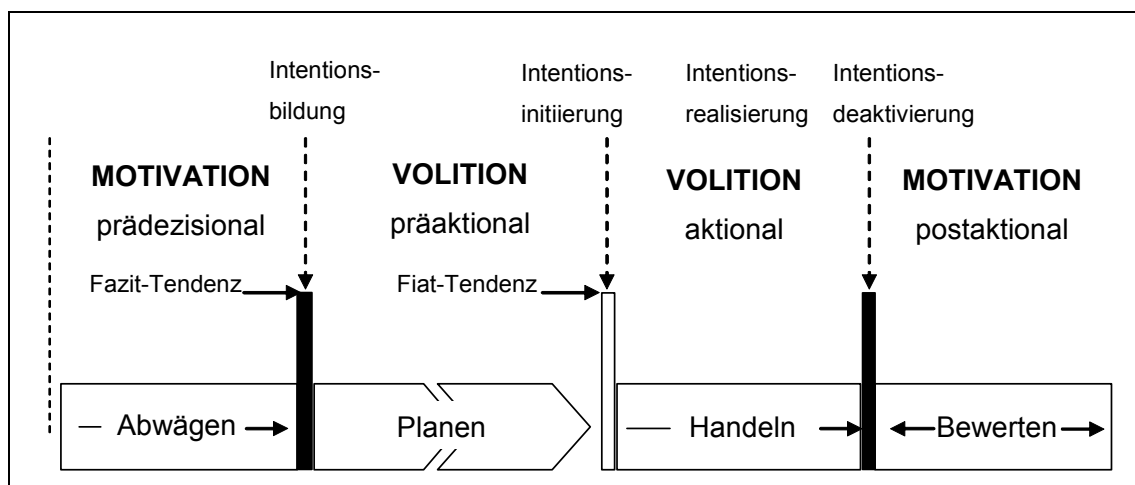 Intentions-
bildung
Intentions-
initiierung
Intentions-
realisierung
Intentions-
deaktivierung
MOTIVATION
prädezisional
VOLITION
präaktional
VOLITION
aktional
MOTIVATION
postaktional
Fazit-Tendenz
Fiat-Tendenz
Abwägen
Planen
Handeln
Bewerten